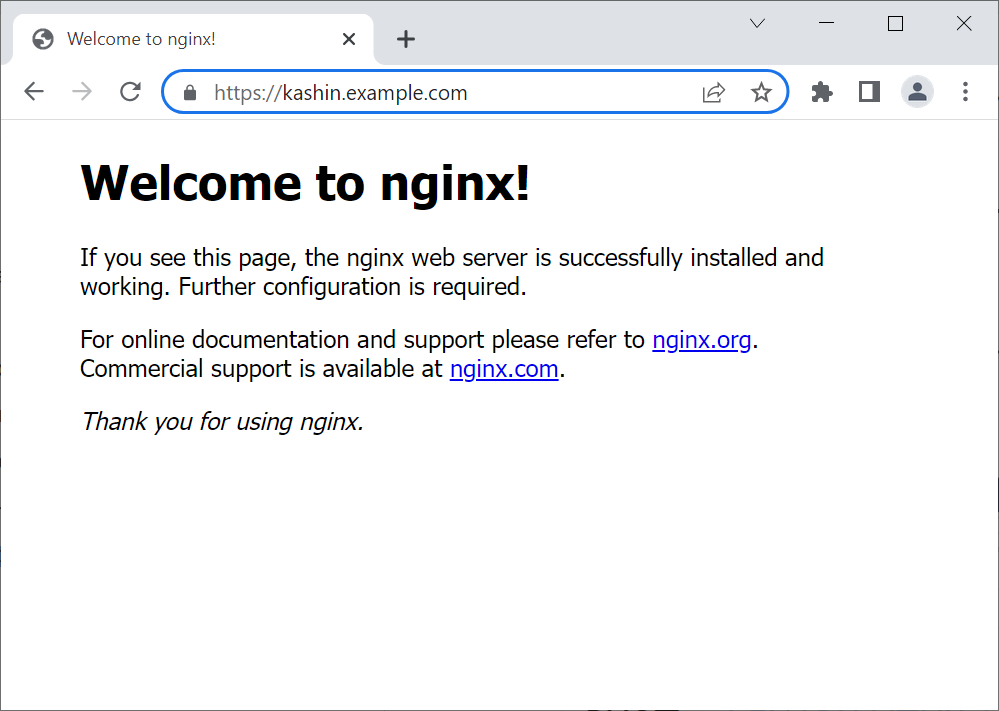 Welcome to nginx!
https://kashin.example.com
Welcome to nginx!
If you see this page, the nginx web server is successfully installed and
working. Further configuration is required.
For online documentation and support please refer to nginx.org.
Commercial support is available at nginx.com.
Thank you for using nginx.